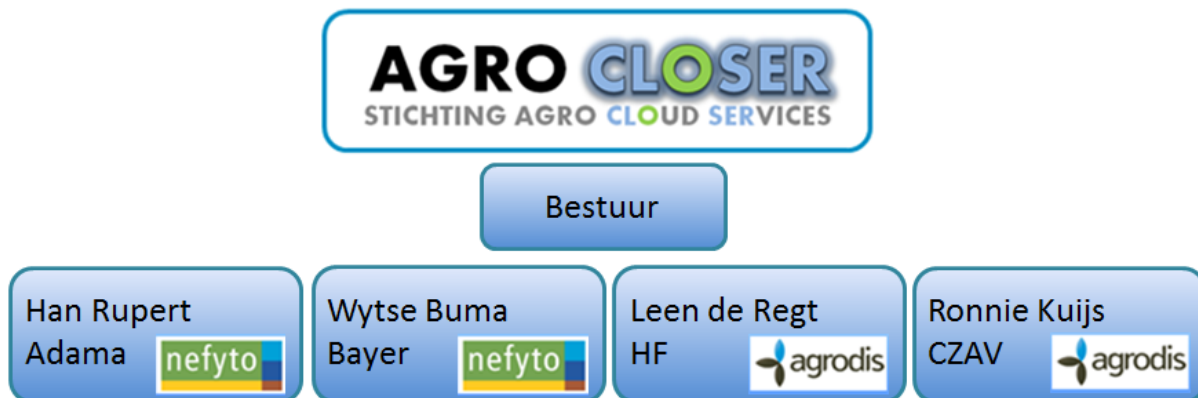 AGRO CLOSER
STICHTING AGRO CLOUD SERVICES
Bestuur
Han Rupert
Adama nefyto
Wytse Buma
Bayer nefyto
Leen de Regt
HF agrodis
Ronnie Kuijs
CZAV agrodis